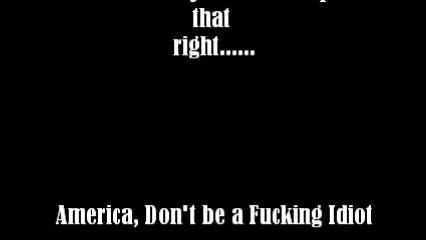 that
right......
America, Don't be a Fucking Idiot